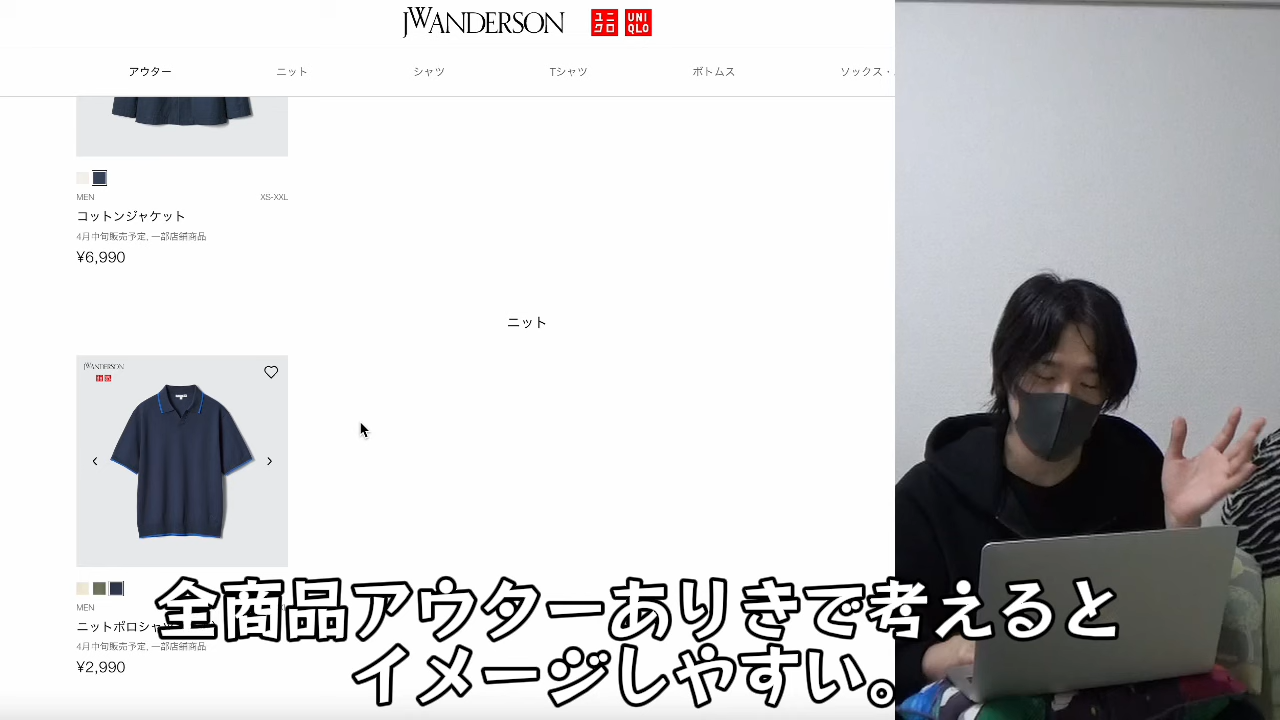 JWANDERSON ユニクロ UNIQLO
アウター ニット シャツ Tシャツ ボトムス ソックス・
MEN XS-XXL
コットンジャケット
4月中旬販売予定, 一部店舗商品
¥6,990
ニット
JWANDERSON
MEN
ニットポロシャツ
4月中旬販売予定, 一部店舗商品
¥2,990
全商品アウターありきで考えると
イメージしやすい。